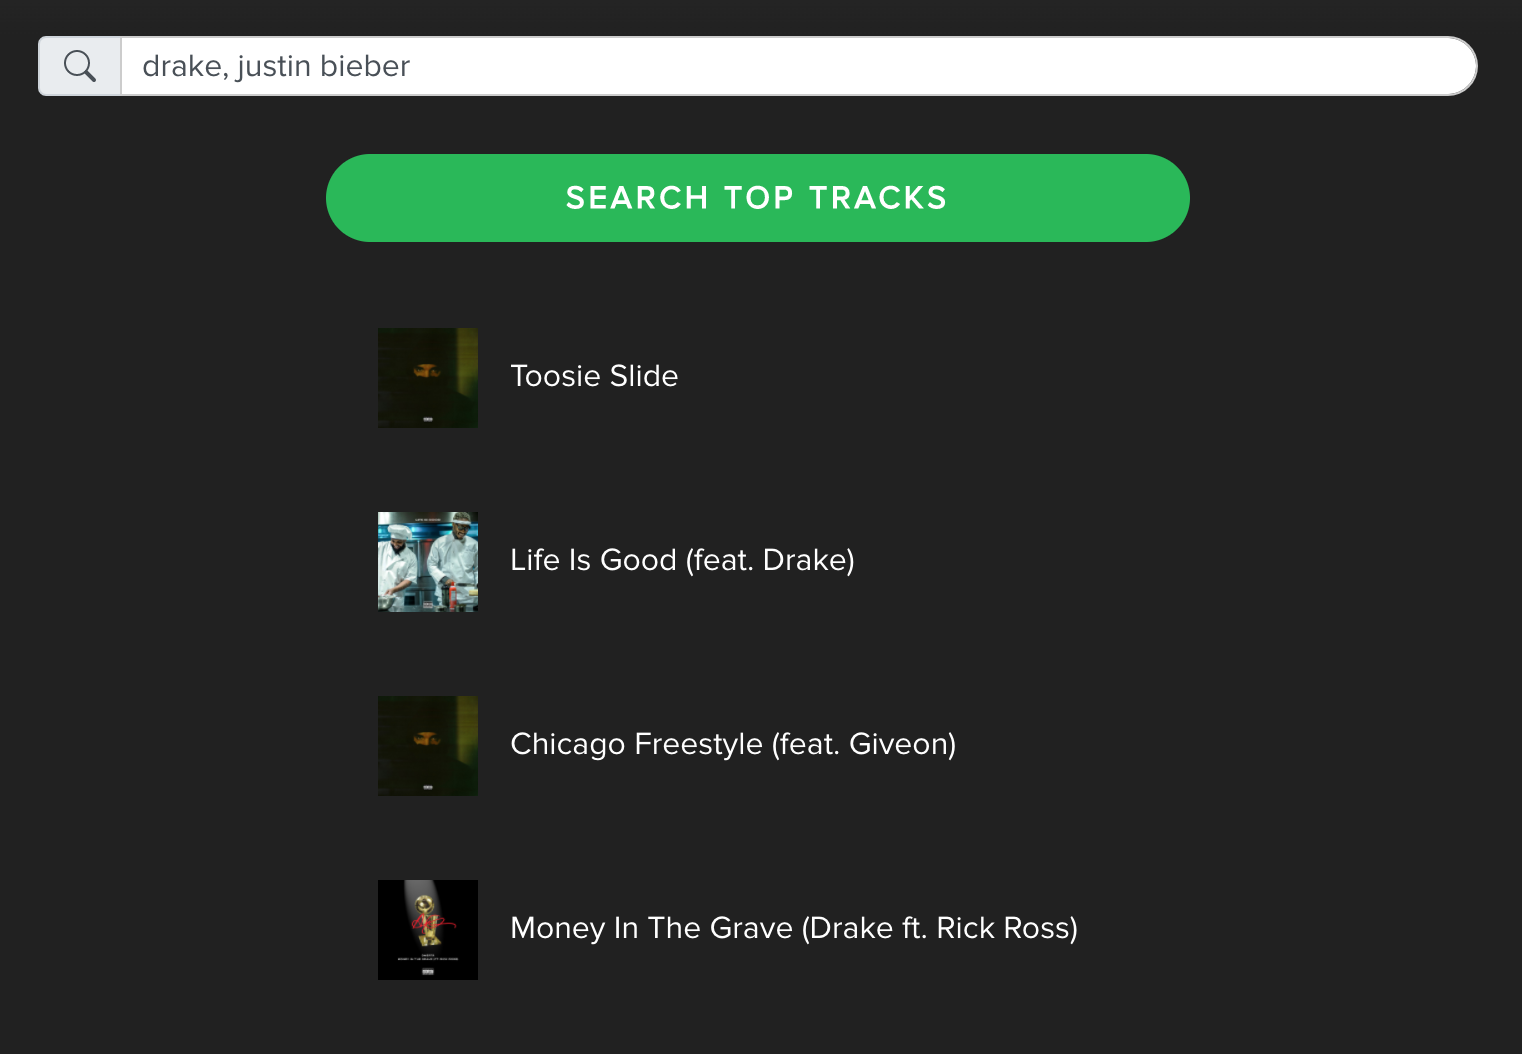 drake, justin bieber
SEARCH TOP TRACKS
Toosie Slide
Life Is Good (feat. Drake)
Chicago Freestyle (feat. Giveon)
Money In The Grave (Drake ft. Rick Ross)